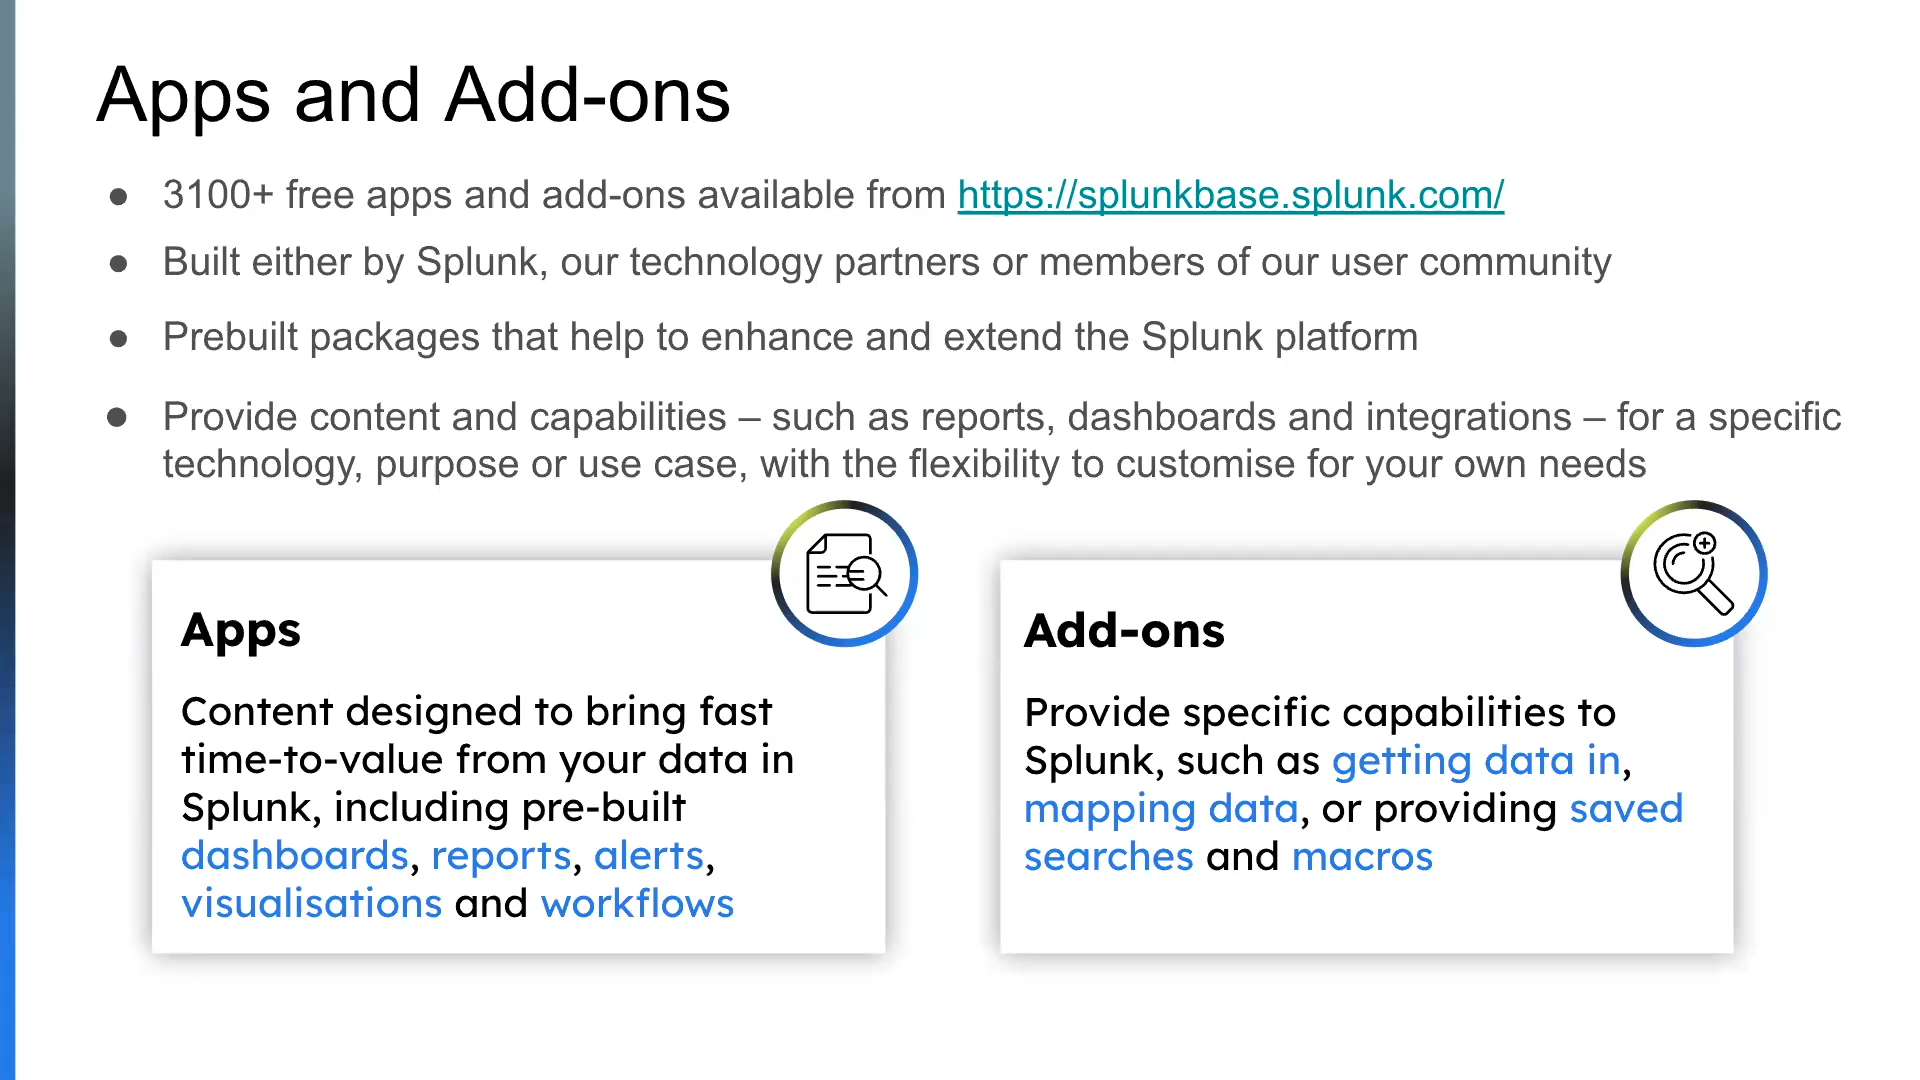 Apps and Add-ons
● 3100+ free apps and add-ons available from https://splunkbase.splunk.com/
● Built either by Splunk, our technology partners or members of our user community
● Prebuilt packages that help to enhance and extend the Splunk platform
● Provide content and capabilities – such as reports, dashboards and integrations – for a specific
technology, purpose or use case, with the flexibility to customise for your own needs
Apps
Content designed to bring fast
time-to-value from your data in
Splunk, including pre-built
dashboards, reports, alerts,
visualisations and workflows
Add-ons
Provide specific capabilities to
Splunk, such as getting data in,
mapping data, or providing saved
searches and macros